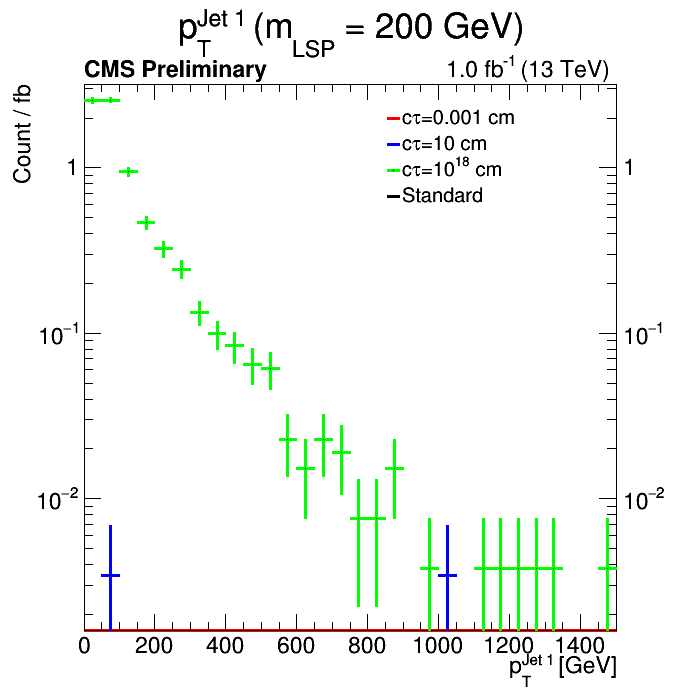 p_T^Jet 1 (m_LSP = 200 GeV)
CMS Preliminary 1.0 fb⁻¹ (13 TeV)
Count / fb
cτ=0.001 cm
cτ=10 cm
cτ=10¹⁸ cm
Standard
1 1
10⁻¹ 10⁻¹
10⁻² 10⁻²
0 200 400 600 800 1000 1200 1400
p_T^Jet 1 [GeV]